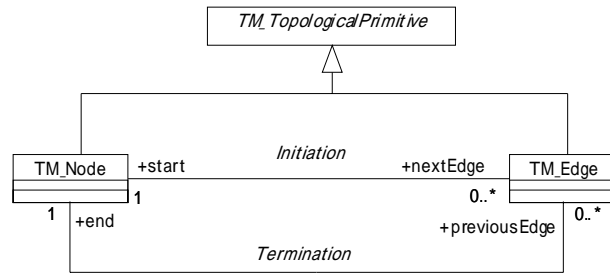 TM_TopologicalPrimitive
Initiation
TM_Node
+start
+nextEdge
TM_Edge
1
0..*
1
+end
+previousEdge
0..*
Termination